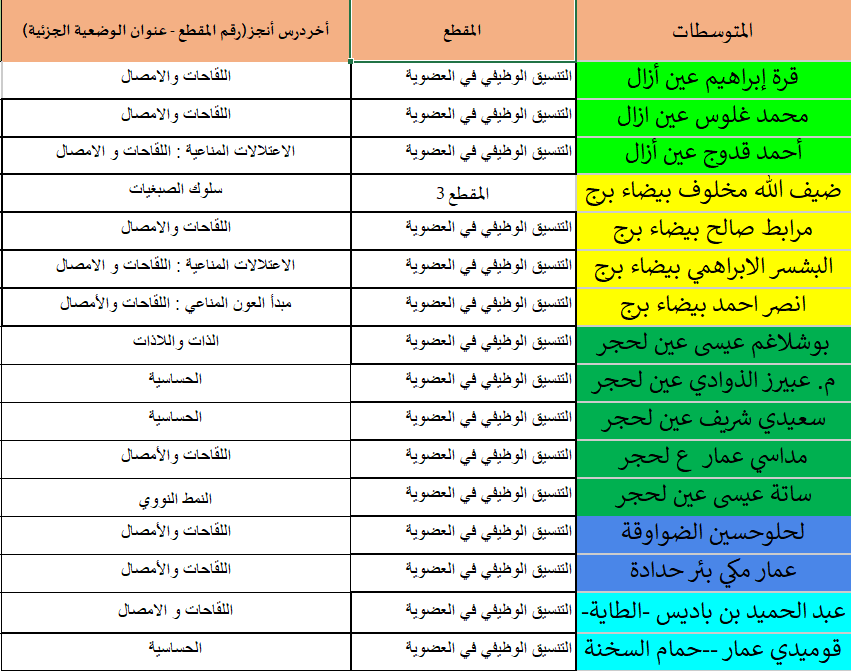 المتوسطات المقطع أخر درس أنجز(رقم المقطع - عنوان الوضعية الجزئية)
قرة إبراهيم عين أزال التنسيق الوظيفي في العضوية اللقاحات والامصال
محمد غلوس عين ازال التنسيق الوظيفي في العضوية اللقاحات والامصال
أحمد قدوج عين أزال التنسيق الوظيفي في العضوية الاعتلالات المناعية : اللقاحات و الامصال
ضيف الله مخلوف بيضاء برج المقطع 3 سلوك الصبغيات
مرابط صالح بيضاء برج التنسيق الوظيفي في العضوية اللقاحات والامصال
البشسر الابراهمي بيضاء برج التنسيق الوظيفي في العضوية الاعتلالات المناعية : اللقاحات و الامصال
انصر احمد بيضاء برج التنسيق الوظيفي في العضوية مبدأ العون المناعي : اللقاحات والأمصال
بوشلاغم عيسى عين لحجر التنسيق الوظيفي في العضوية الذات واللاذات
م. عبيرز الذوادي عين لحجر التنسيق الوظيفي في العضوية الحساسية
سعيدي شريف عين لحجر التنسيق الوظيفي في العضوية الحساسية
مداسي عمار ع لحجر التنسيق الوظيفي في العضوية اللقاحات والأمصال
ساتة عيسى عين لحجر التنسيق الوظيفي في العضوية النمط النووي
لحلوحسين الضواوقة التنسيق الوظيفي في العضوية اللقاحات والأمصال
عمار مكي بئر حدادة التنسيق الوظيفي في العضوية اللقاحات والأمصال
عبد الحميد بن باديس -الطاية- التنسيق الوظيفي في العضوية اللقاحات و الامصال
قوميدي عمار --حمام السخنة التنسيق الوظيفي في العضوية الحساسية